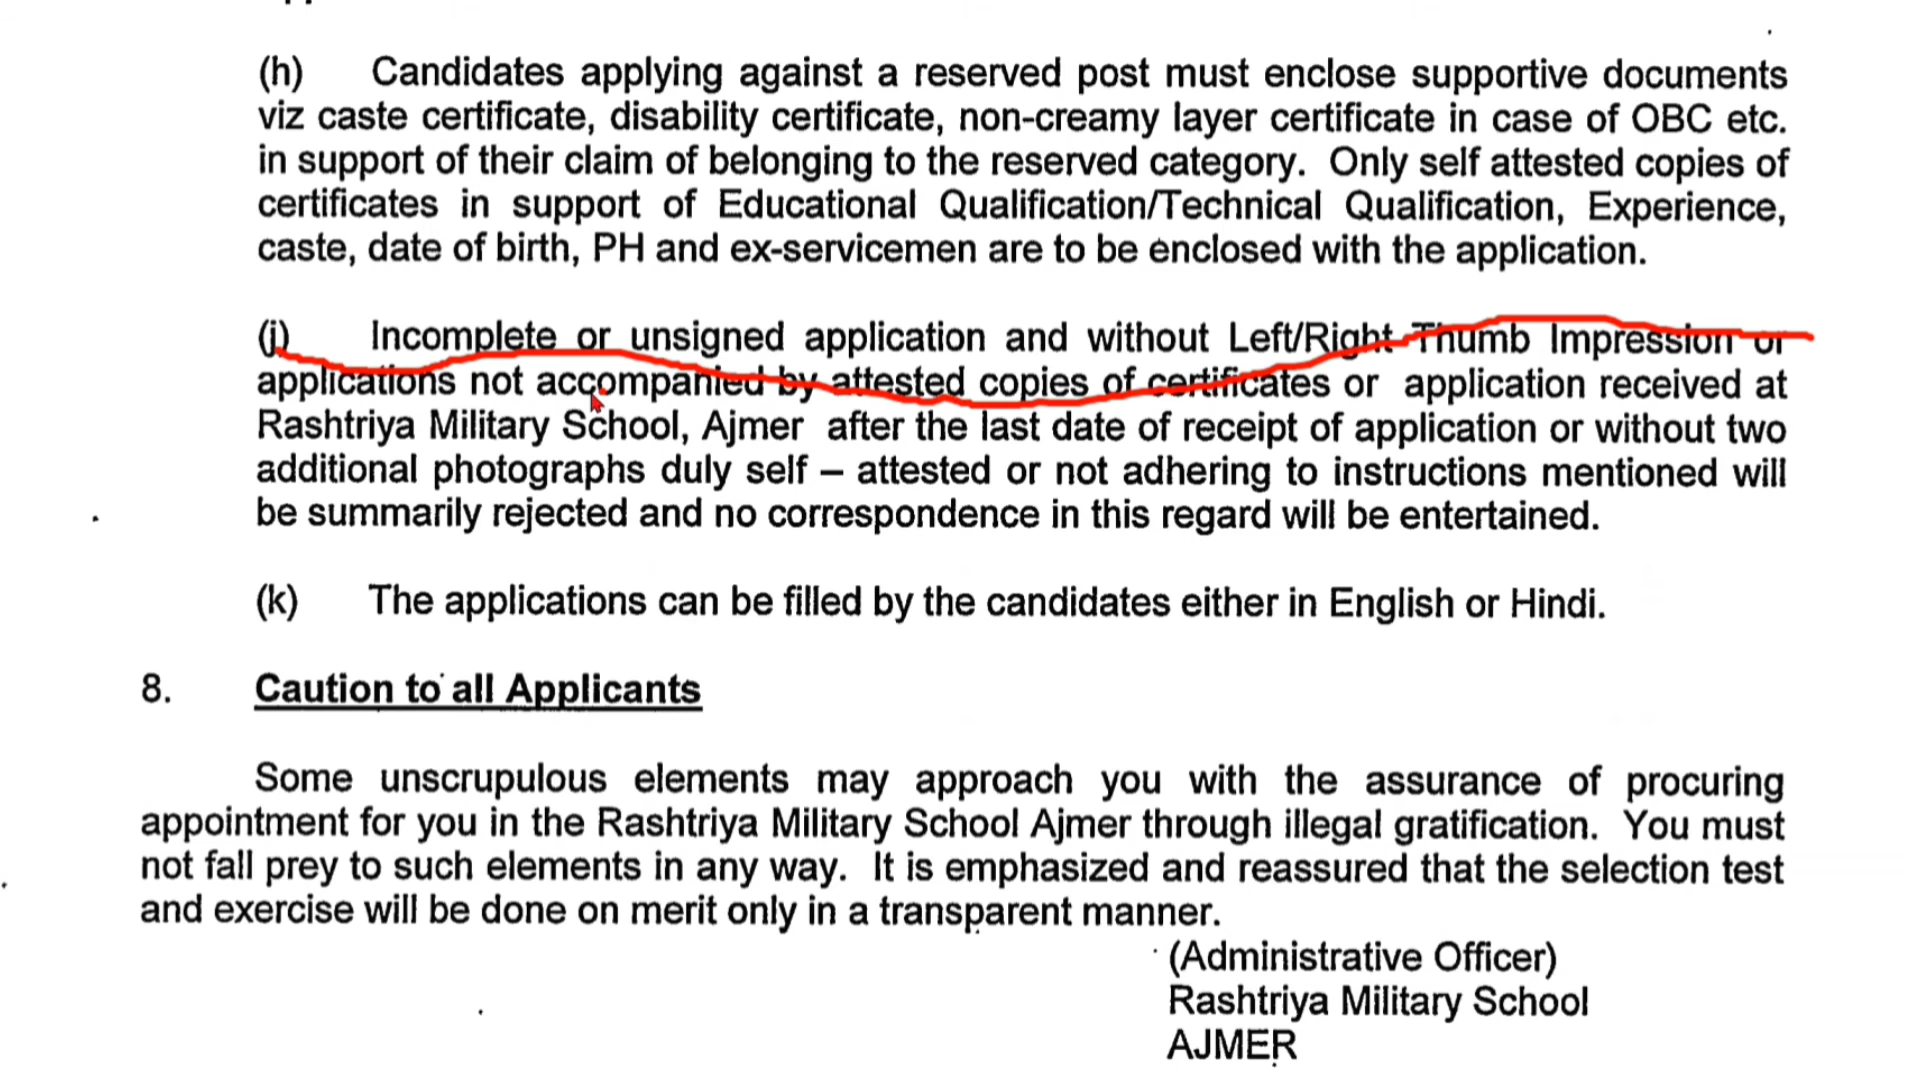 (h) Candidates applying against a reserved post must enclose supportive documents
viz caste certificate, disability certificate, non-creamy layer certificate in case of OBC etc.
in support of their claim of belonging to the reserved category. Only self attested copies of
certificates in support of Educational Qualification/Technical Qualification, Experience,
caste, date of birth, PH and ex-servicemen are to be enclosed with the application.
(j) Incomplete or unsigned application and without Left/Right Thumb Impression or
applications not accompanied by attested copies of certificates or application received at
Rashtriya Military School, Ajmer after the last date of receipt of application or without two
additional photographs duly self – attested or not adhering to instructions mentioned will
be summarily rejected and no correspondence in this regard will be entertained.
(k) The applications can be filled by the candidates either in English or Hindi.
8. Caution to all Applicants
Some unscrupulous elements may approach you with the assurance of procuring
appointment for you in the Rashtriya Military School Ajmer through illegal gratification. You must
not fall prey to such elements in any way. It is emphasized and reassured that the selection test
and exercise will be done on merit only in a transparent manner.
(Administrative Officer)
Rashtriya Military School
AJMER